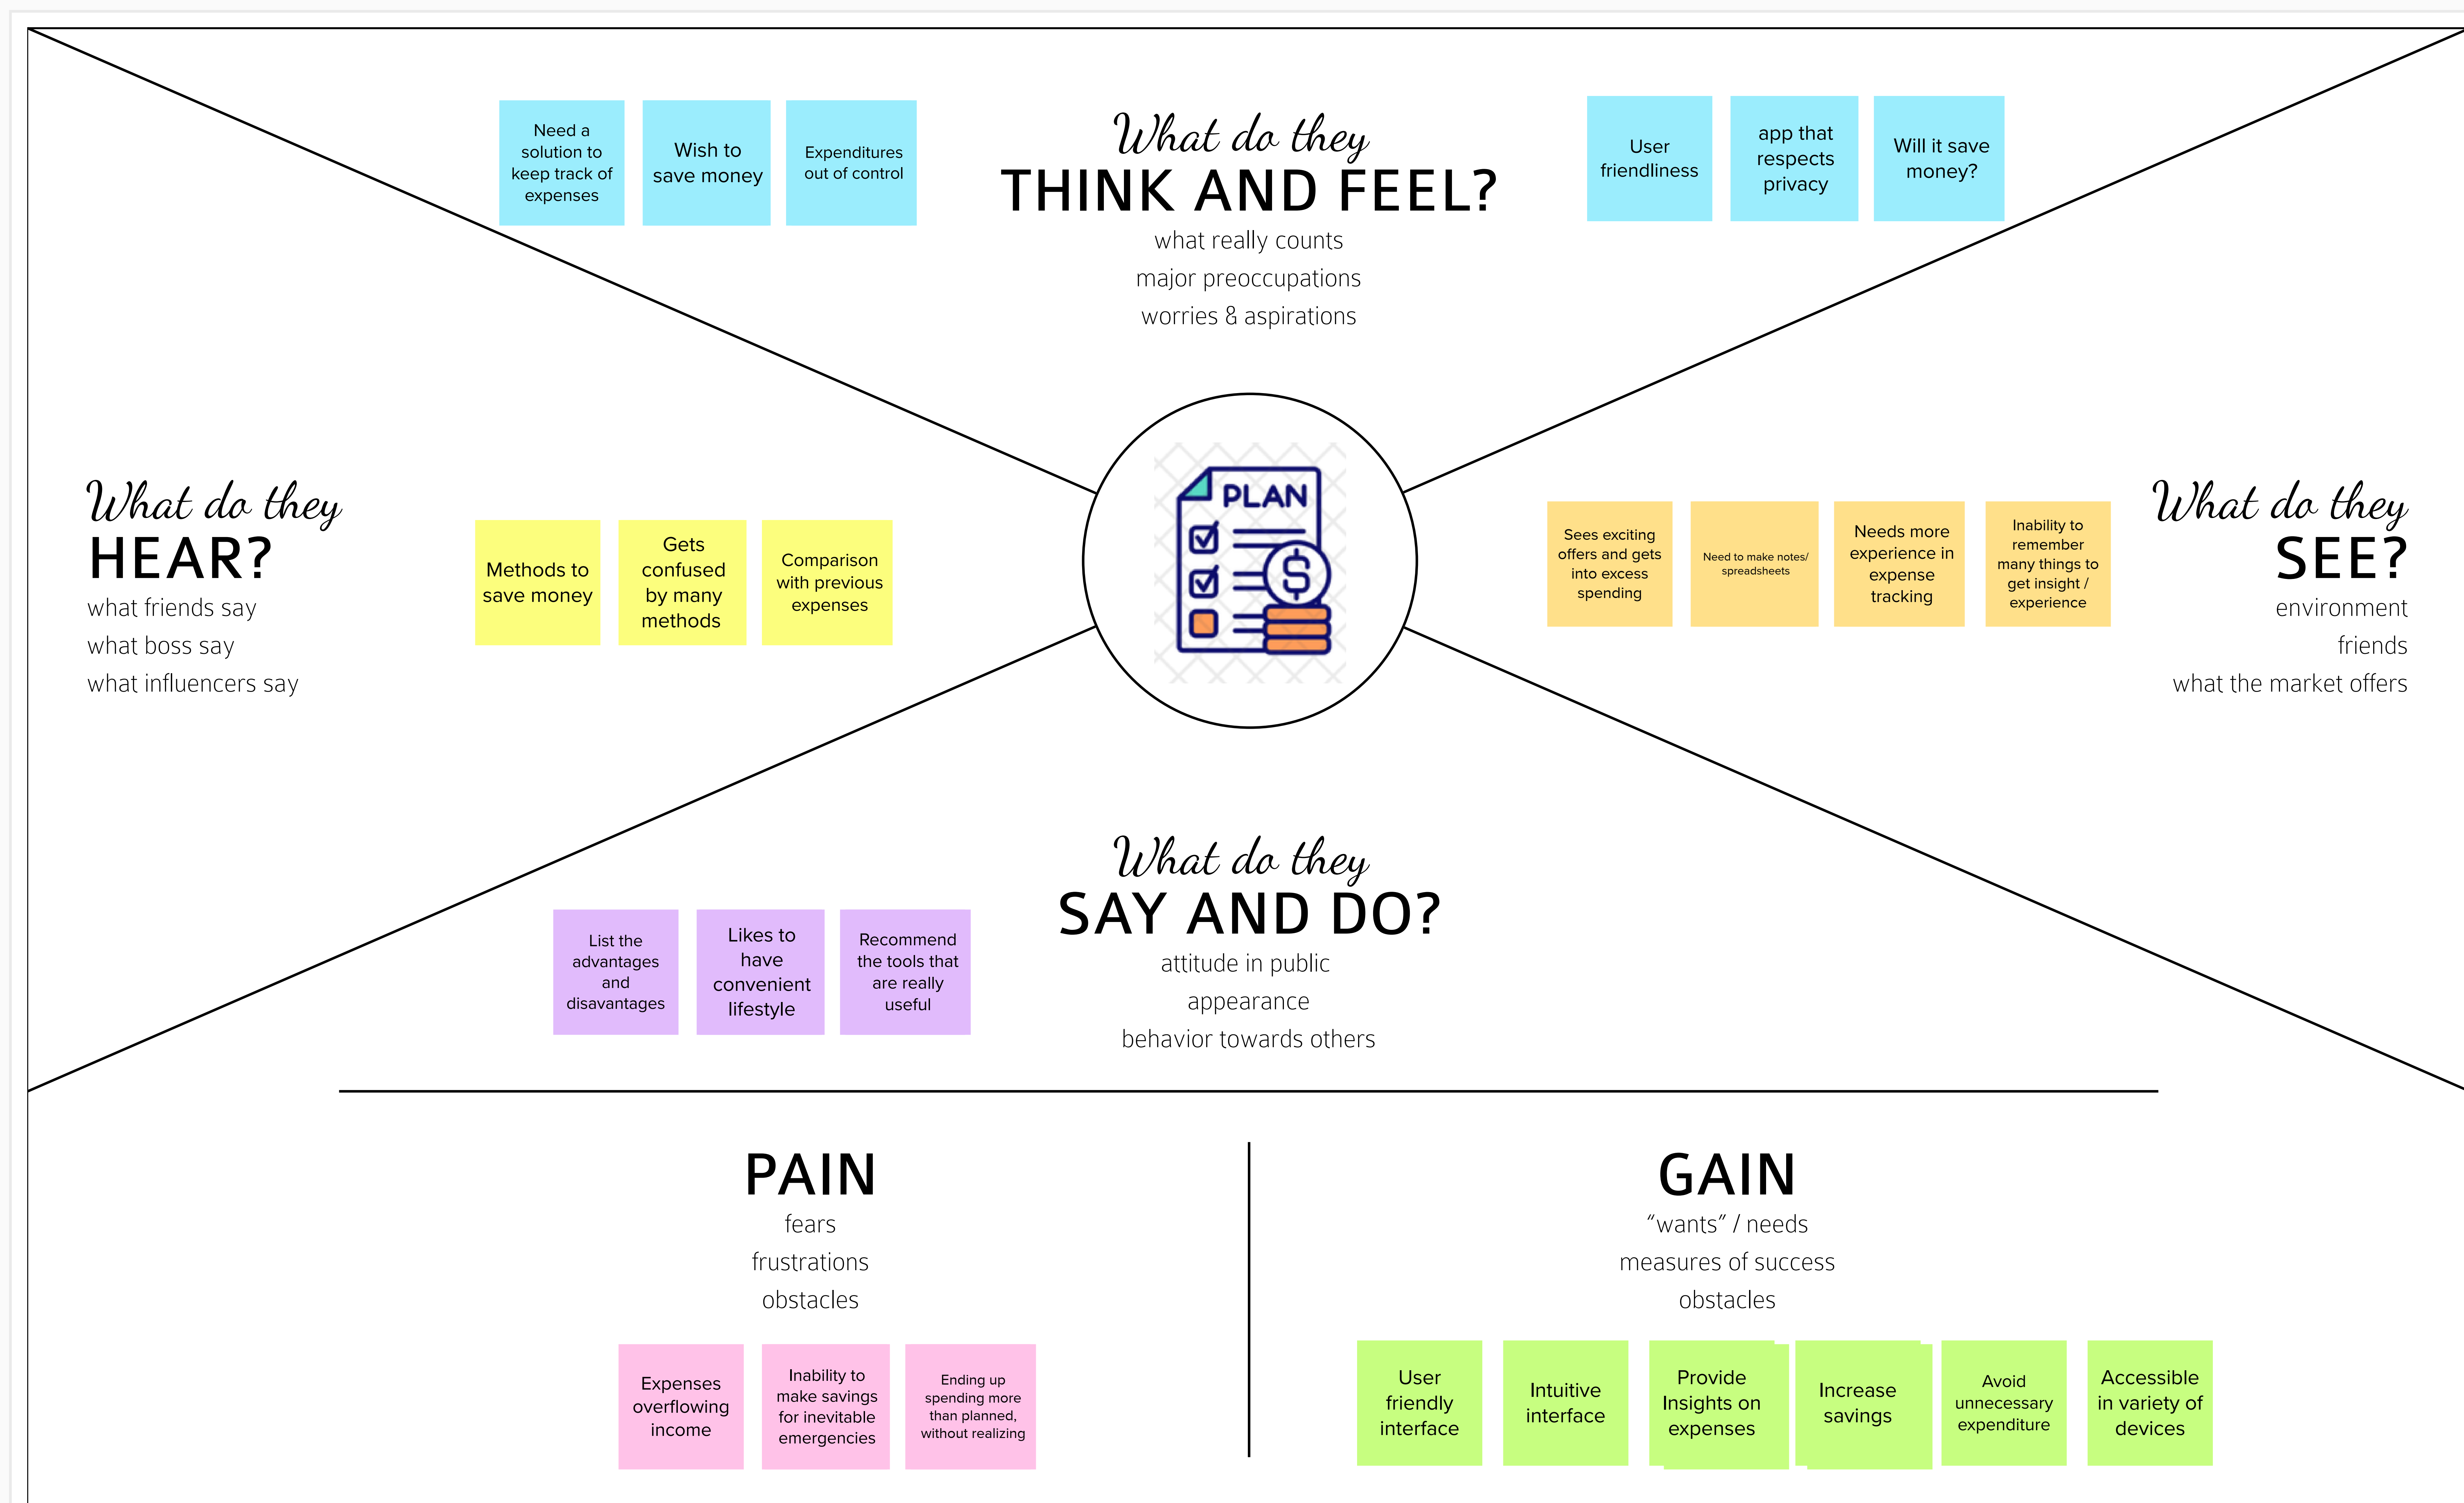 What do they
THINK AND FEEL?
what really counts
major preoccupations
worries & aspirations
Need a
solution to
keep track of
expenses
Wish to
save money
Expenditures
out of control
User
friendliness
app that
respects
privacy
Will it save
money?
What do they
HEAR?
what friends say
what boss say
what influencers say
Methods to
save money
Gets
confused
by many
methods
Comparison
with previous
expenses
PLAN
$
Sees exciting
offers and gets
into excess
spending
Need to make notes/
spreadsheets
Needs more
experience in
expense
tracking
Inability to
remember
many things to
get insight /
experience
What do they
SEE?
environment
friends
what the market offers
What do they
SAY AND DO?
attitude in public
appearance
behavior towards others
List the
advantages
and
disavantages
Likes to
have
convenient
lifestyle
Recommend
the tools that
are really
useful
PAIN
fears
frustrations
obstacles
Expenses
overflowing
income
Inability to
make savings
for inevitable
emergencies
Ending up
spending more
than planned,
without realizing
GAIN
“wants” / needs
measures of success
obstacles
User
friendly
interface
Intuitive
interface
Provide
Insights on
expenses
Increase
savings
Avoid
unnecessary
expenditure
Accessible
in variety of
devices